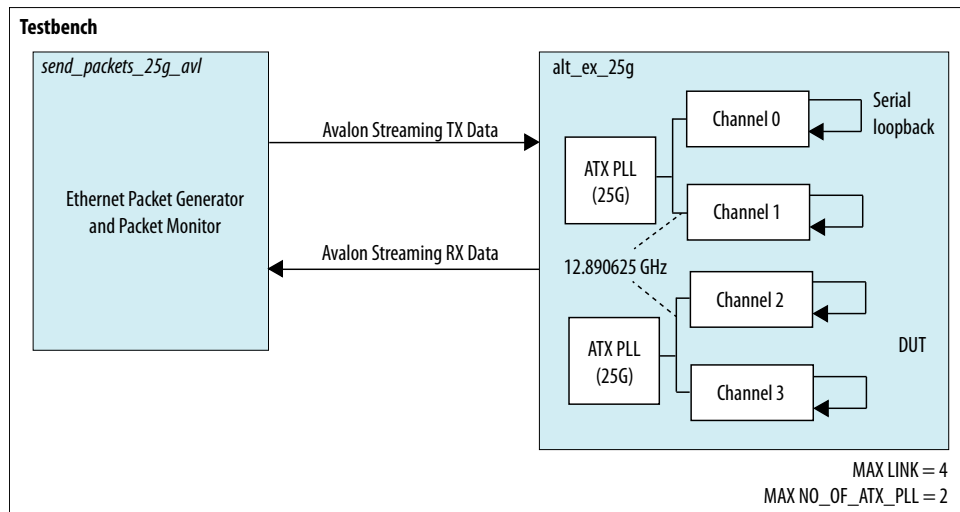 Testbench
send_packets_25g_avl
Ethernet Packet Generator
and Packet Monitor
Avalon Streaming TX Data
Avalon Streaming RX Data
alt_ex_25g
ATX PLL
(25G)
Channel 0
Serial
loopback
Channel 1
12.890625 GHz
Channel 2
ATX PLL
(25G)
DUT
Channel 3
MAX LINK = 4
MAX NO_OF_ATX_PLL = 2